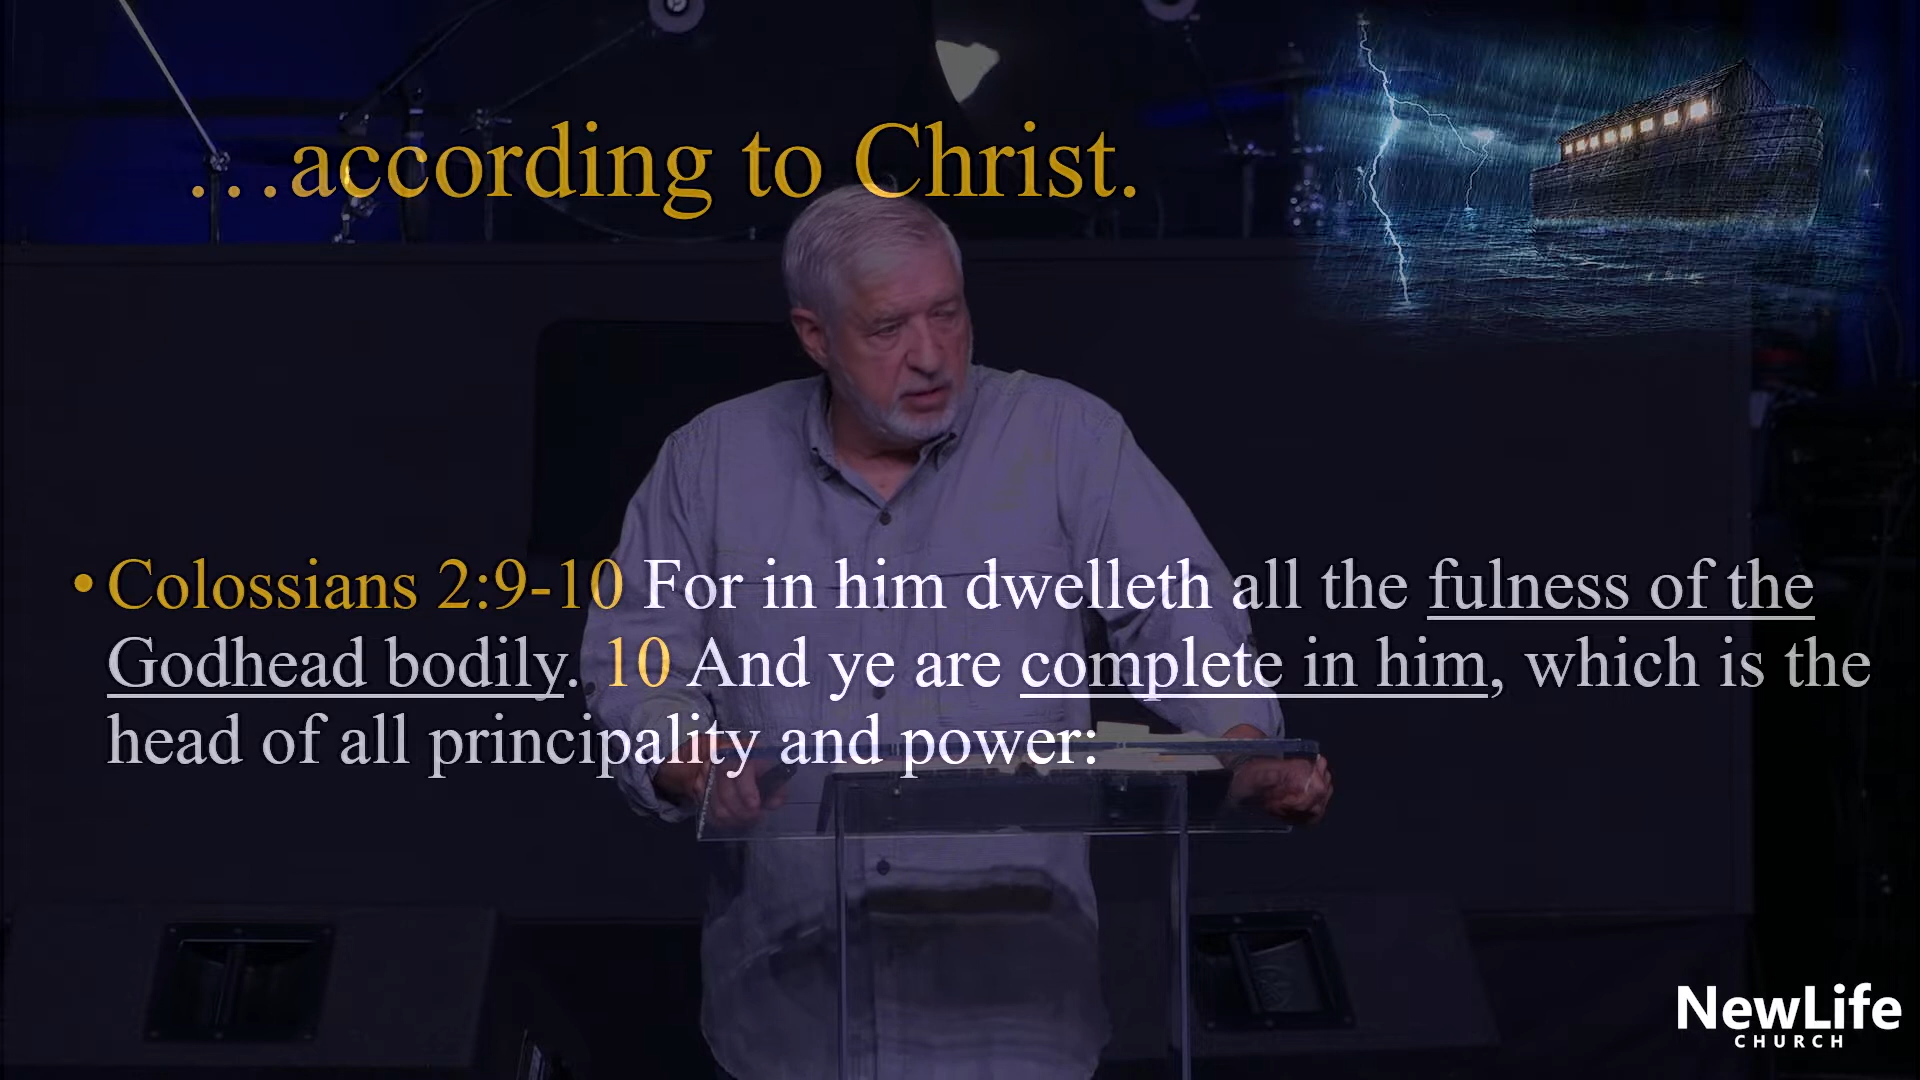 …according to Christ.
• Colossians 2:9-10 For in him dwelleth all the fulness of the
Godhead bodily. 10 And ye are complete in him, which is the
head of all principality and power:
NewLife
CHURCH